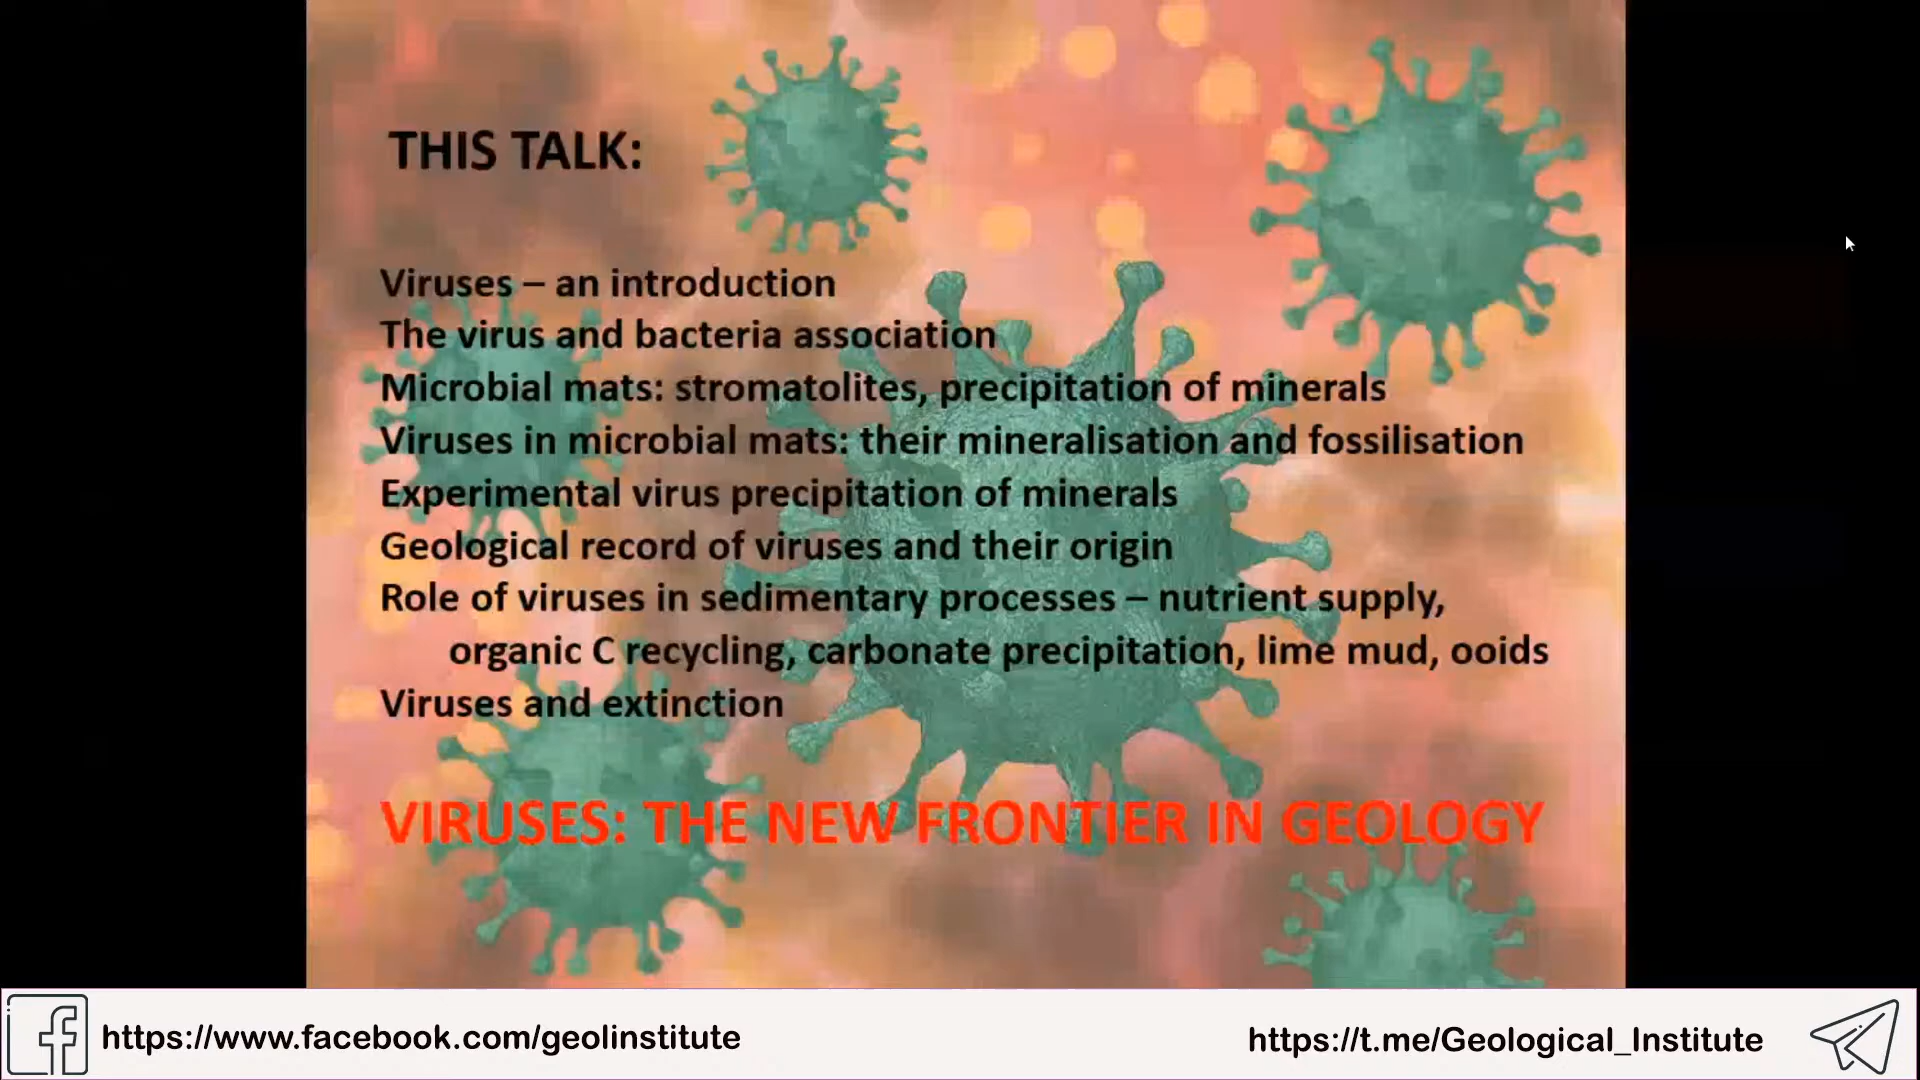 THIS TALK:
Viruses – an introduction
The virus and bacteria association
Microbial mats: stromatolites, precipitation of minerals
Viruses in microbial mats: their mineralisation and fossilisation
Experimental virus precipitation of minerals
Geological record of viruses and their origin
Role of viruses in sedimentary processes – nutrient supply,
organic C recycling, carbonate precipitation, lime mud, ooids
Viruses and extinction
VIRUSES: THE NEW FRONTIER IN GEOLOGY
https://www.facebook.com/geolinstitute
https://t.me/Geological_Institute